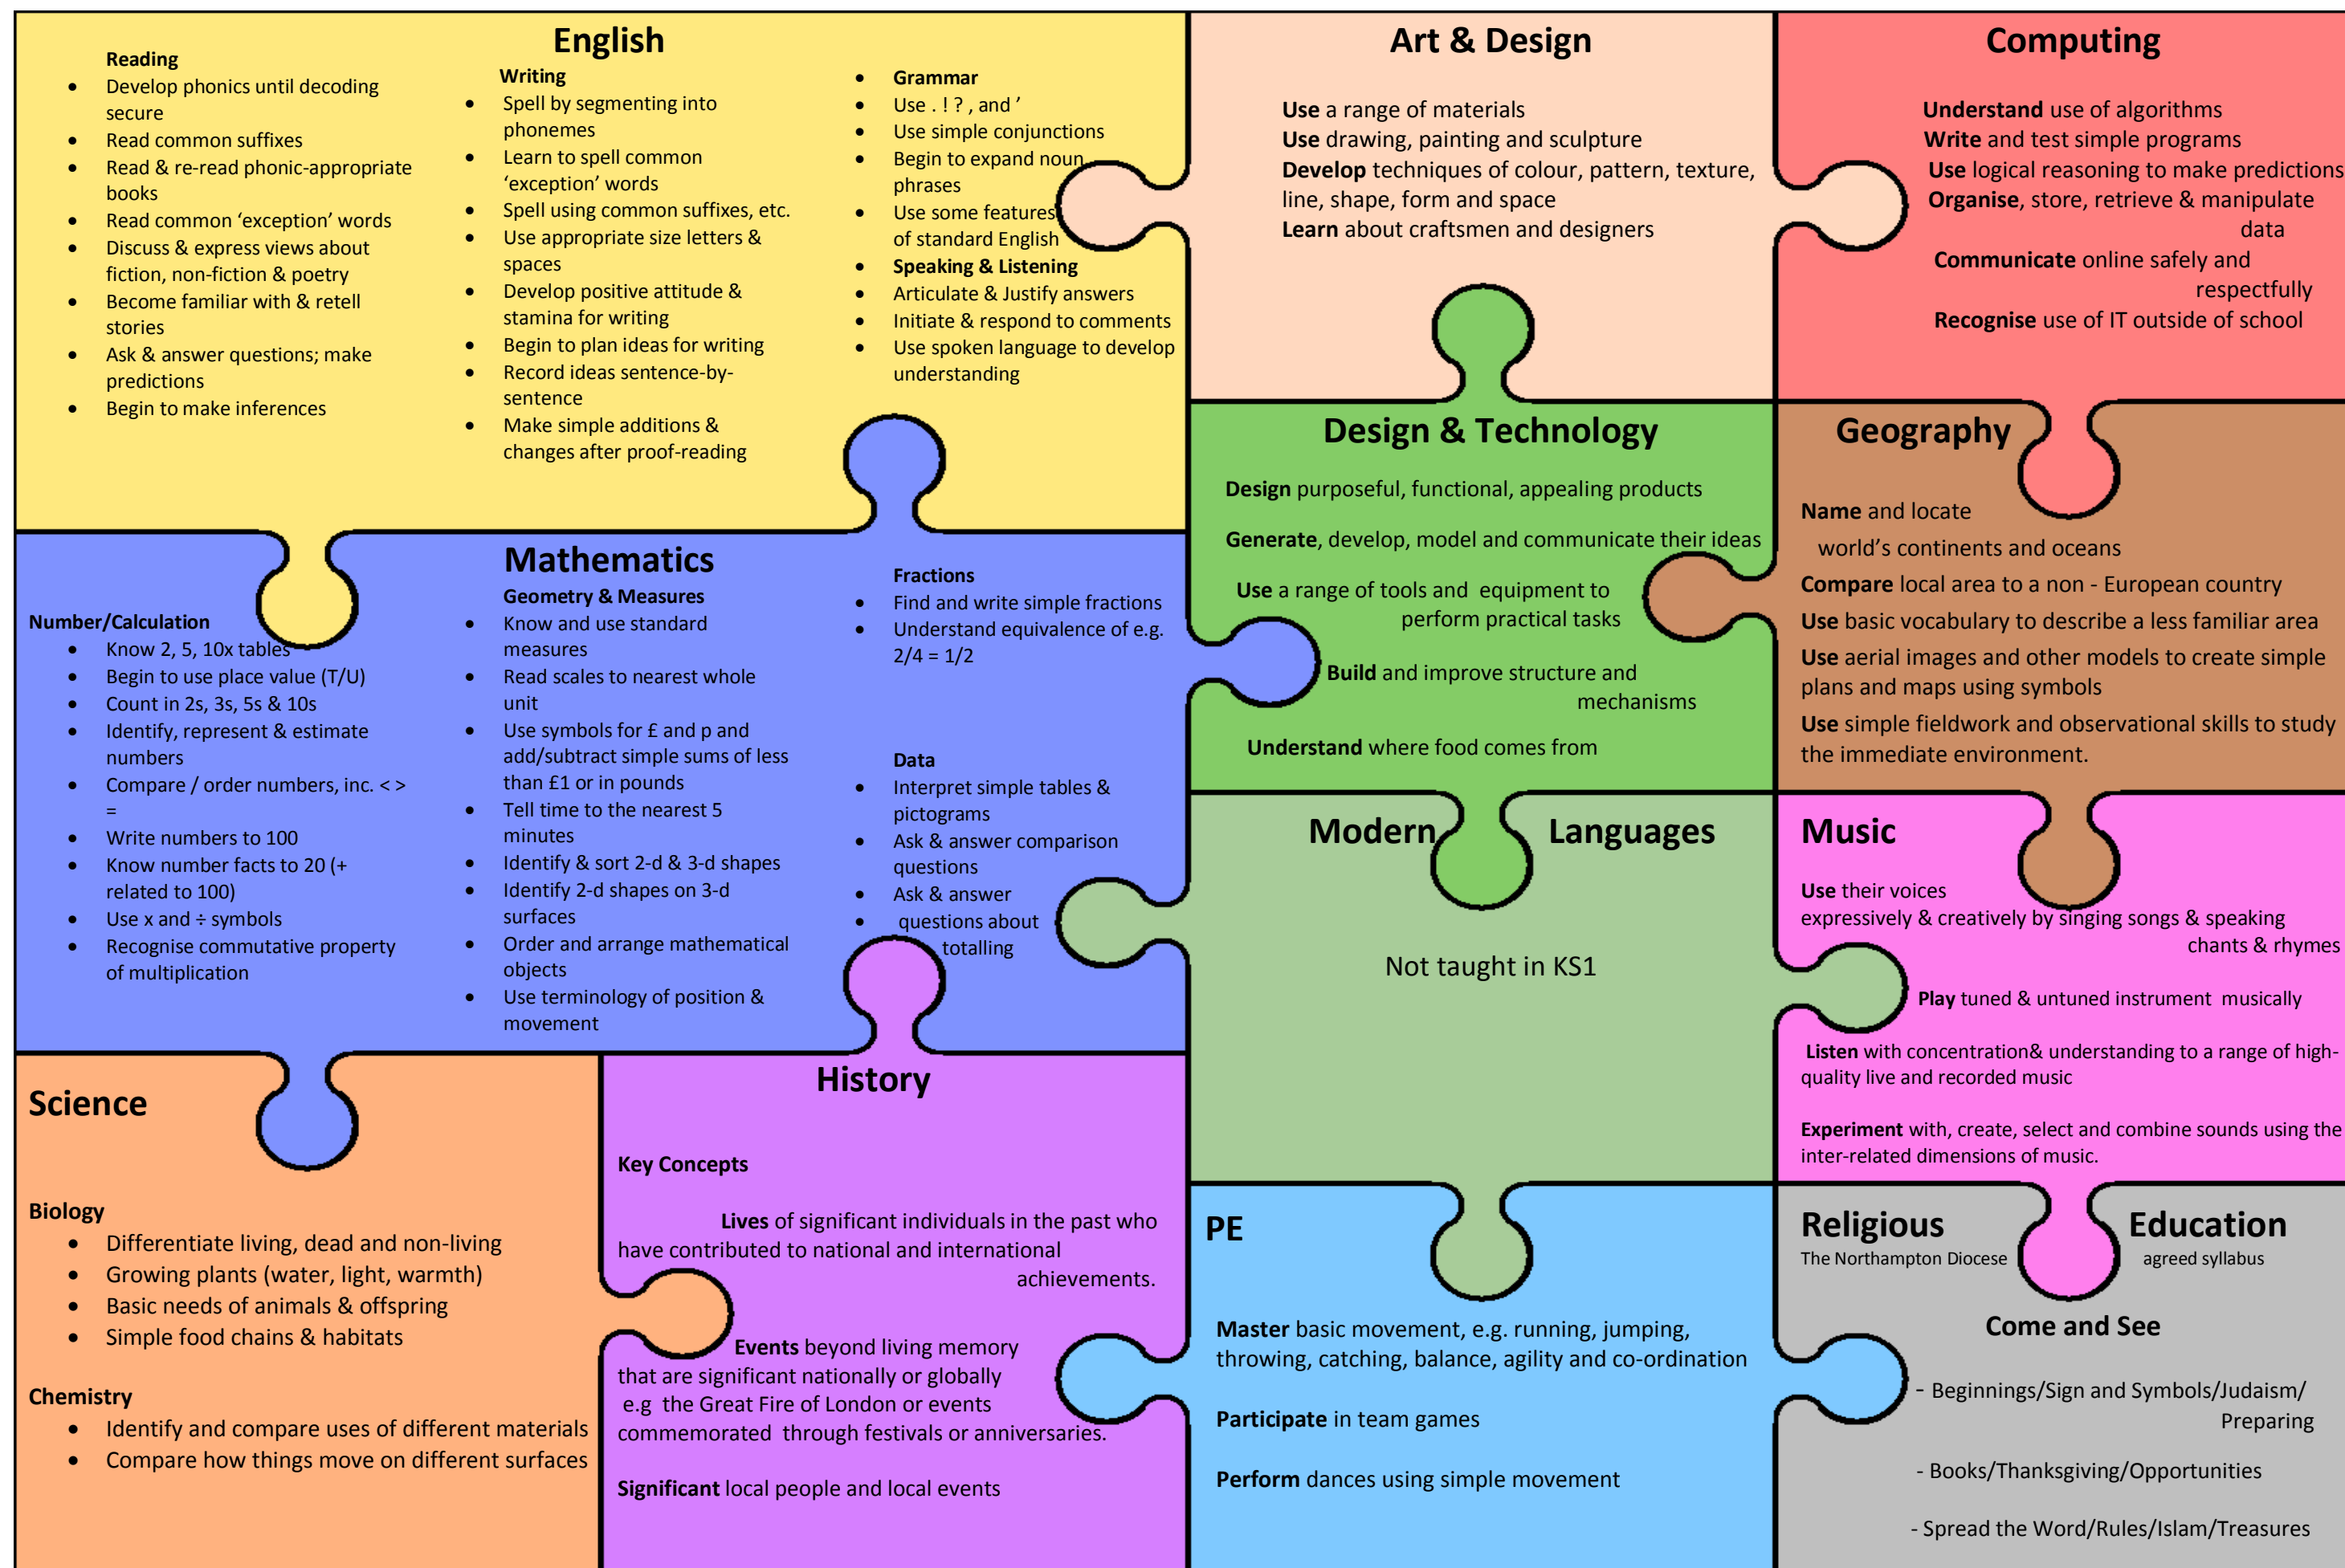 English
Reading
• Develop phonics until decoding
secure
• Read common suffixes
• Read & re-read phonic-appropriate
books
• Read common ‘exception’ words
• Discuss & express views about
fiction, non-fiction & poetry
• Become familiar with & retell
stories
• Ask & answer questions; make
predictions
• Begin to make inferences
Writing
• Spell by segmenting into
phonemes
• Learn to spell common
‘exception’ words
• Spell using common suffixes, etc.
• Use appropriate size letters &
spaces
• Develop positive attitude &
stamina for writing
• Begin to plan ideas for writing
• Record ideas sentence-by-
sentence
• Make simple additions &
changes after proof-reading
• Grammar
• Use . ! ? , and ’
• Use simple conjunctions
• Begin to expand noun
phrases
• Use some features
of standard English
• Speaking & Listening
• Articulate & Justify answers
• Initiate & respond to comments
• Use spoken language to develop
understanding
Art & Design
Use a range of materials
Use drawing, painting and sculpture
Develop techniques of colour, pattern, texture,
line, shape, form and space
Learn about craftsmen and designers
Computing
Understand use of algorithms
Write and test simple programs
Use logical reasoning to make predictions
Organise, store, retrieve & manipulate
data
Communicate online safely and
respectfully
Recognise use of IT outside of school
Mathematics
Number/Calculation
• Know 2, 5, 10x tables
• Begin to use place value (T/U)
• Count in 2s, 3s, 5s & 10s
• Identify, represent & estimate
numbers
• Compare / order numbers, inc. < >
=
• Write numbers to 100
• Know number facts to 20 (+
related to 100)
• Use x and ÷ symbols
• Recognise commutative property
of multiplication
Geometry & Measures
• Know and use standard
measures
• Read scales to nearest whole
unit
• Use symbols for £ and p and
add/subtract simple sums of less
than £1 or in pounds
• Tell time to the nearest 5
minutes
• Identify & sort 2-d & 3-d shapes
• Identify 2-d shapes on 3-d
surfaces
• Order and arrange mathematical
objects
• Use terminology of position &
movement
Fractions
• Find and write simple fractions
• Understand equivalence of e.g.
2/4 = 1/2
Data
• Interpret simple tables &
pictograms
• Ask & answer comparison
questions
• Ask & answer
• questions about
totalling
Design & Technology
Design purposeful, functional, appealing products
Generate, develop, model and communicate their ideas
Use a range of tools and equipment to
perform practical tasks
Build and improve structure and
mechanisms
Understand where food comes from
Geography
Name and locate
world’s continents and oceans
Compare local area to a non - European country
Use basic vocabulary to describe a less familiar area
Use aerial images and other models to create simple
plans and maps using symbols
Use simple fieldwork and observational skills to study
the immediate environment.
Modern Languages
Not taught in KS1
Music
Use their voices
expressively & creatively by singing songs & speaking
chants & rhymes
Play tuned & untuned instrument musically
Listen with concentration& understanding to a range of high-
quality live and recorded music
Experiment with, create, select and combine sounds using the
inter-related dimensions of music.
Science
Biology
• Differentiate living, dead and non-living
• Growing plants (water, light, warmth)
• Basic needs of animals & offspring
• Simple food chains & habitats
Chemistry
• Identify and compare uses of different materials
• Compare how things move on different surfaces
History
Key Concepts
Lives of significant individuals in the past who
have contributed to national and international
achievements.
Events beyond living memory
that are significant nationally or globally
e.g the Great Fire of London or events
commemorated through festivals or anniversaries.
Significant local people and local events
PE
Master basic movement, e.g. running, jumping,
throwing, catching, balance, agility and co-ordination
Participate in team games
Perform dances using simple movement
Religious Education
The Northampton Diocese agreed syllabus
Come and See
- Beginnings/Sign and Symbols/Judaism/
Preparing
- Books/Thanksgiving/Opportunities
- Spread the Word/Rules/Islam/Treasures